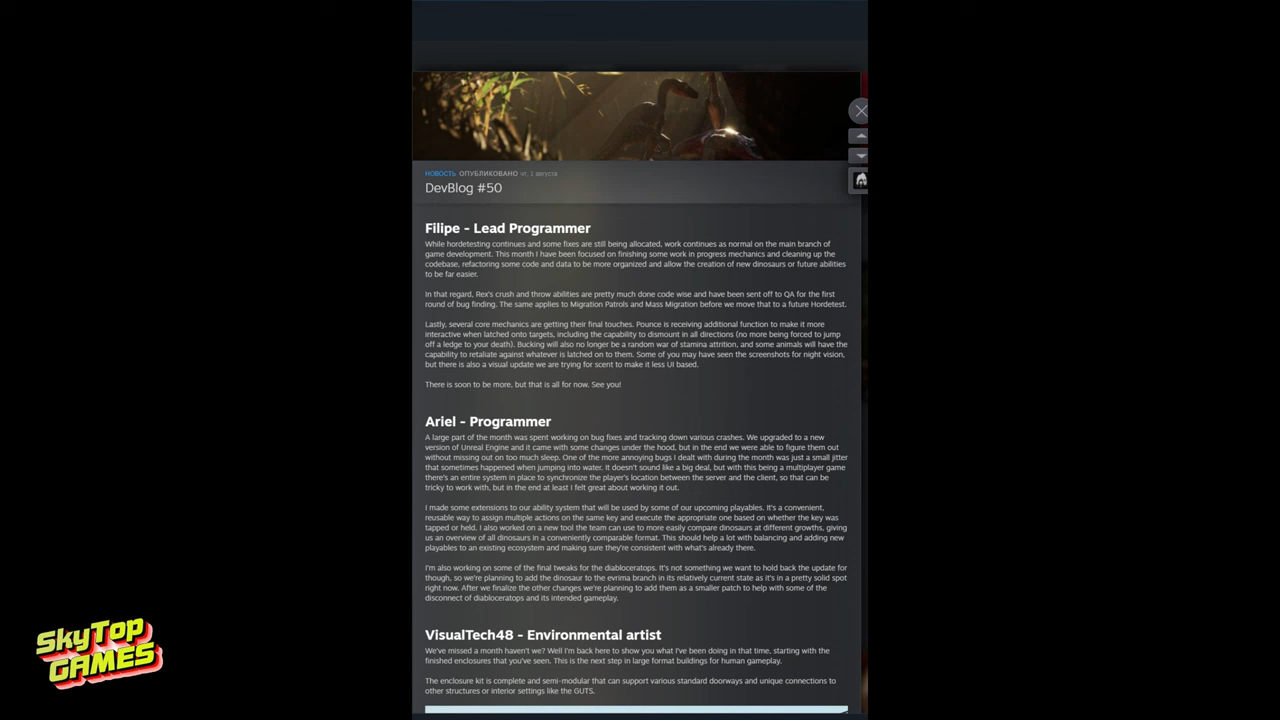 НОВОСТЬ ОПУБЛИКОВАНО чт, 1 августа
DevBlog #50
Filipe - Lead Programmer
While hordetesting continues and some fixes are still being allocated, work continues as normal on the main branch of
game development. This month I have been focused on finishing some work in progress mechanics and cleaning up the
codebase, refactoring some code and data to be more organized and allow the creation of new dinosaurs or future abilities
to be far easier.
In that regard, Rex's crush and throw abilities are pretty much done code wise and have been sent off to QA for the first
round of bug finding. The same applies to Migration Patrols and Mass Migration before we move that to a future Hordetest.
Lastly, several core mechanics are getting their final touches. Pounce is receiving additional function to make it more
interactive when latched onto targets, including the capability to dismount in all directions (no more being forced to jump
off a ledge to your death). Bucking will also no longer be a random war of stamina attrition, and some animals will have the
capability to retaliate against whatever is latched on to them. Some of you may have seen the screenshots for night vision,
but there is also a visual update we are trying for scent to make it less UI based.
There is soon to be more, but that is all for now. See you!
Ariel - Programmer
A large part of the month was spent working on bug fixes and tracking down various crashes. We upgraded to a new
version of Unreal Engine and it came with some changes under the hood, but in the end we were able to figure them out
without missing out on too much sleep. One of the more annoying bugs I dealt with during the month was just a small jitter
that sometimes happened when jumping into water. It doesn't sound like a big deal, but with this being a multiplayer game
there's an entire system in place to synchronize the player's location between the server and the client, so that can be
tricky to work with, but in the end at least I felt great about working it out.
I made some extensions to our ability system that will be used by some of our upcoming playables. It's a convenient,
reusable way to assign multiple actions on the same key and execute the appropriate one based on whether the key was
tapped or held. I also worked on a new tool the team can use to more easily compare dinosaurs at different growths, giving
us an overview of all dinosaurs in a conveniently comparable format. This should help a lot with balancing and adding new
playables to an existing ecosystem and making sure they're consistent with what's already there.
I'm also working on some of the final tweaks for the diabloceratops. It's not something we want to hold back the update for
though, so we're planning to add the dinosaur to the evrima branch in its relatively current state as it's in a pretty solid spot
right now. After we finalize the other changes we're planning to add them as a smaller patch to help with some of the
disconnect of diabloceratops and its intended gameplay.
VisualTech48 - Environmental artist
We've missed a month haven't we? Well I'm back here to show you what I've been doing in that time, starting with the
finished enclosures that you've seen. This is the next step in large format buildings for human gameplay.
The enclosure kit is complete and semi-modular that can support various standard doorways and unique connections to
other structures or interior settings like the GUTS.
SKYTOP
GAMES